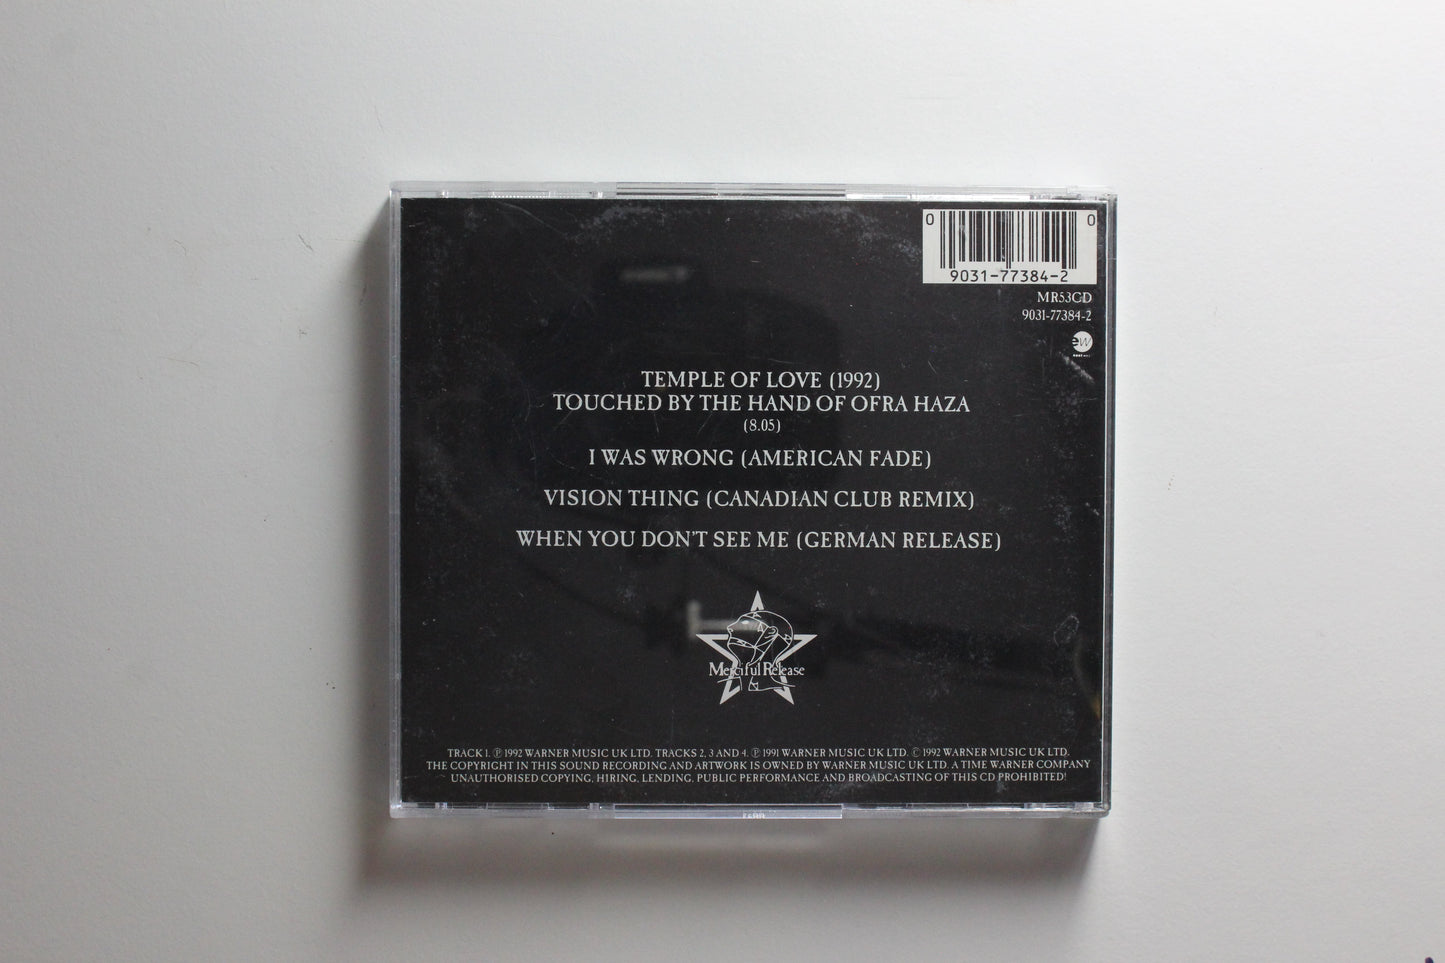 0 0
9031-77384-2
MR53CD
9031-77384-2
ew
TEMPLE OF LOVE (1992)
TOUCHED BY THE HAND OF OFRA HAZA
(8.05)
I WAS WRONG (AMERICAN FADE)
VISION THING (CANADIAN CLUB REMIX)
WHEN YOU DON'T SEE ME (GERMAN RELEASE)
Merciful Release
TRACK 1. ℗ 1992 WARNER MUSIC UK LTD. TRACKS 2, 3 AND 4. ℗ 1991 WARNER MUSIC UK LTD. © 1992 WARNER MUSIC UK LTD.
THE COPYRIGHT IN THIS SOUND RECORDING AND ARTWORK IS OWNED BY WARNER MUSIC UK LTD. A TIME WARNER COMPANY
UNAUTHORISED COPYING, HIRING, LENDING, PUBLIC PERFORMANCE AND BROADCASTING OF THIS CD PROHIBITED!